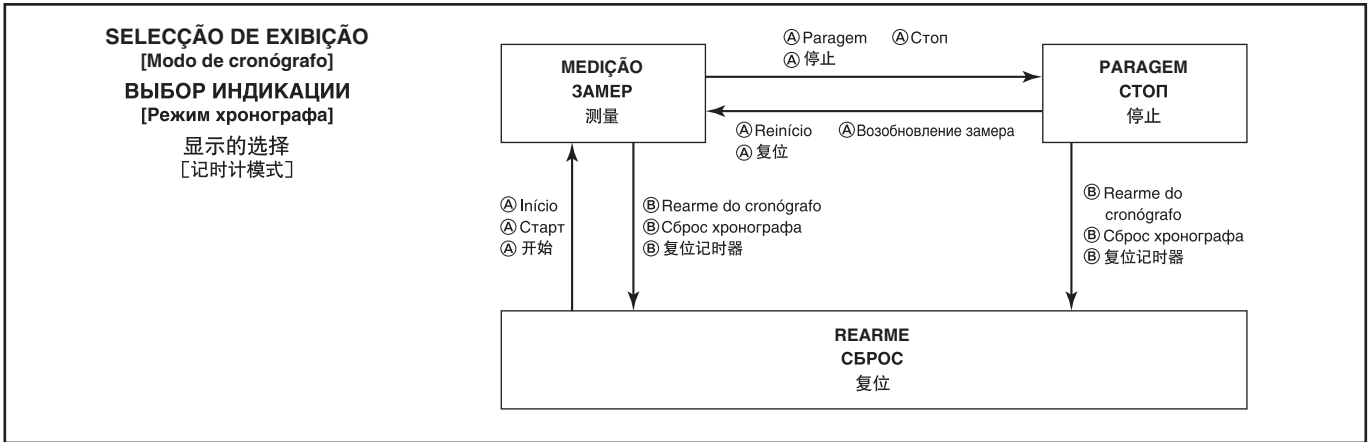 SELECÇÃO DE EXIBIÇÃO
[Modo de cronógrafo]
ВЫБОР ИНДИКАЦИИ
[Режим хронографа]
显示的选择
［记时计模式］
MEDIÇÃO
ЗАМЕР
测量
Ⓐ Paragem Ⓐ Стоп
Ⓐ 停止
PARAGEM
СТОП
停止
Ⓐ Reinício Ⓐ Возобновление замера
Ⓐ 复位
Ⓐ Início
Ⓐ Старт
Ⓐ 开始
Ⓑ Rearme do cronógrafo
Ⓑ Сброс хронографа
Ⓑ 复位记时器
Ⓑ Rearme do
cronógrafo
Ⓑ Сброс хронографа
Ⓑ 复位记时器
REARME
СБРОС
复位